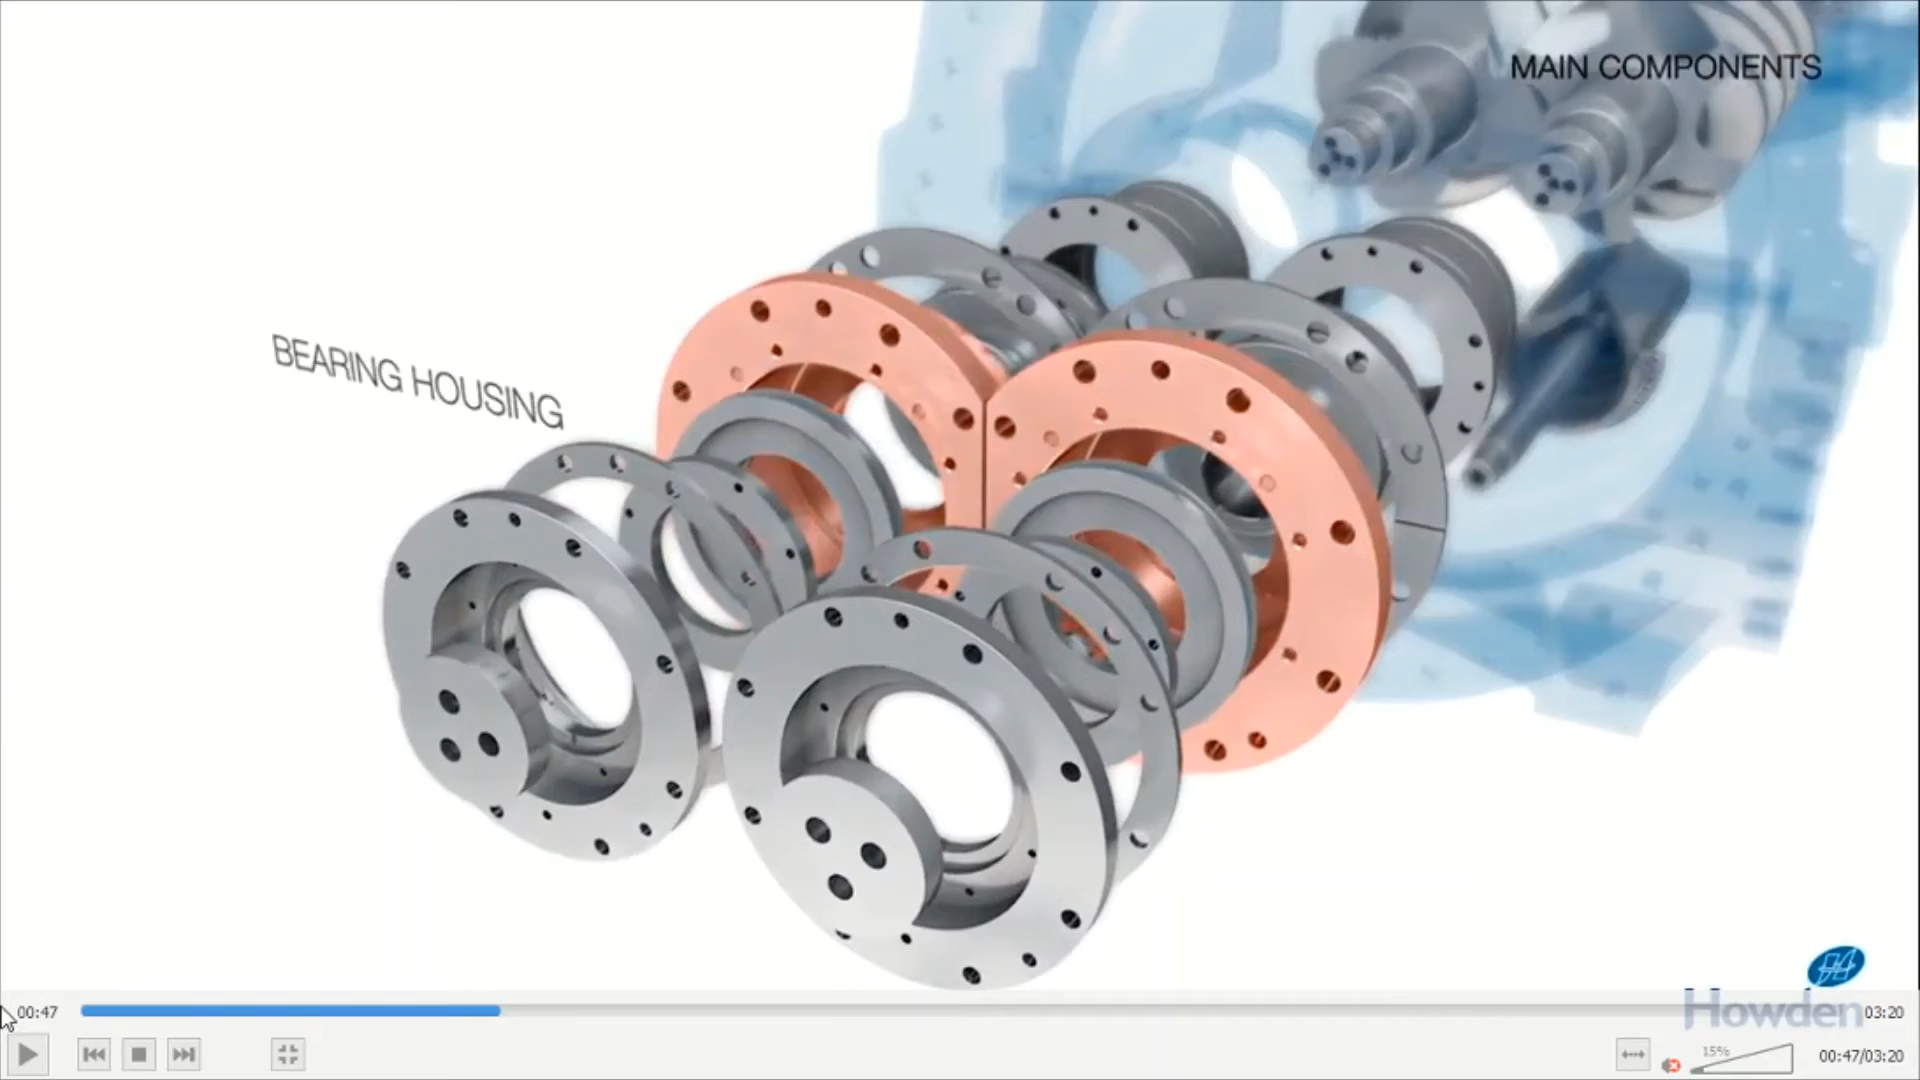 MAIN COMPONENTS
BEARING HOUSING
Howden
00:47
03:20
15%
00:47/03:20